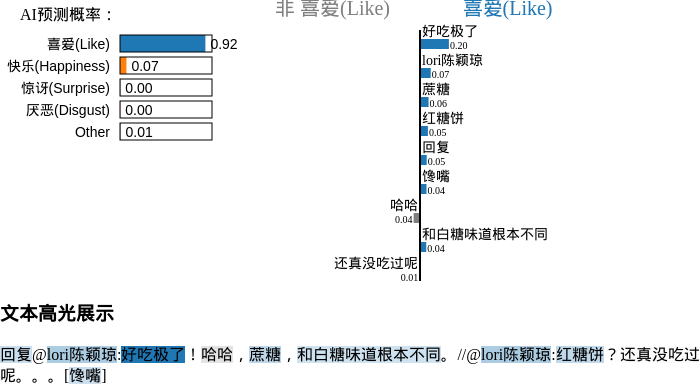 AI预测概率：
喜爱(Like) 0.92
快乐(Happiness) 0.07
惊讶(Surprise) 0.00
厌恶(Disgust) 0.00
Other 0.01
非 喜爱(Like) 喜爱(Like)
好吃极了
0.20
lori陈颖琼
0.07
蔗糖
0.06
红糖饼
0.05
回复
0.05
馋嘴
0.04
哈哈
0.04
和白糖味道根本不同
0.04
还真没吃过呢
0.01
文本高光展示
回复@lori陈颖琼:好吃极了！哈哈，蔗糖，和白糖味道根本不同。//@lori陈颖琼:红糖饼？还真没吃过
呢。。。[馋嘴]